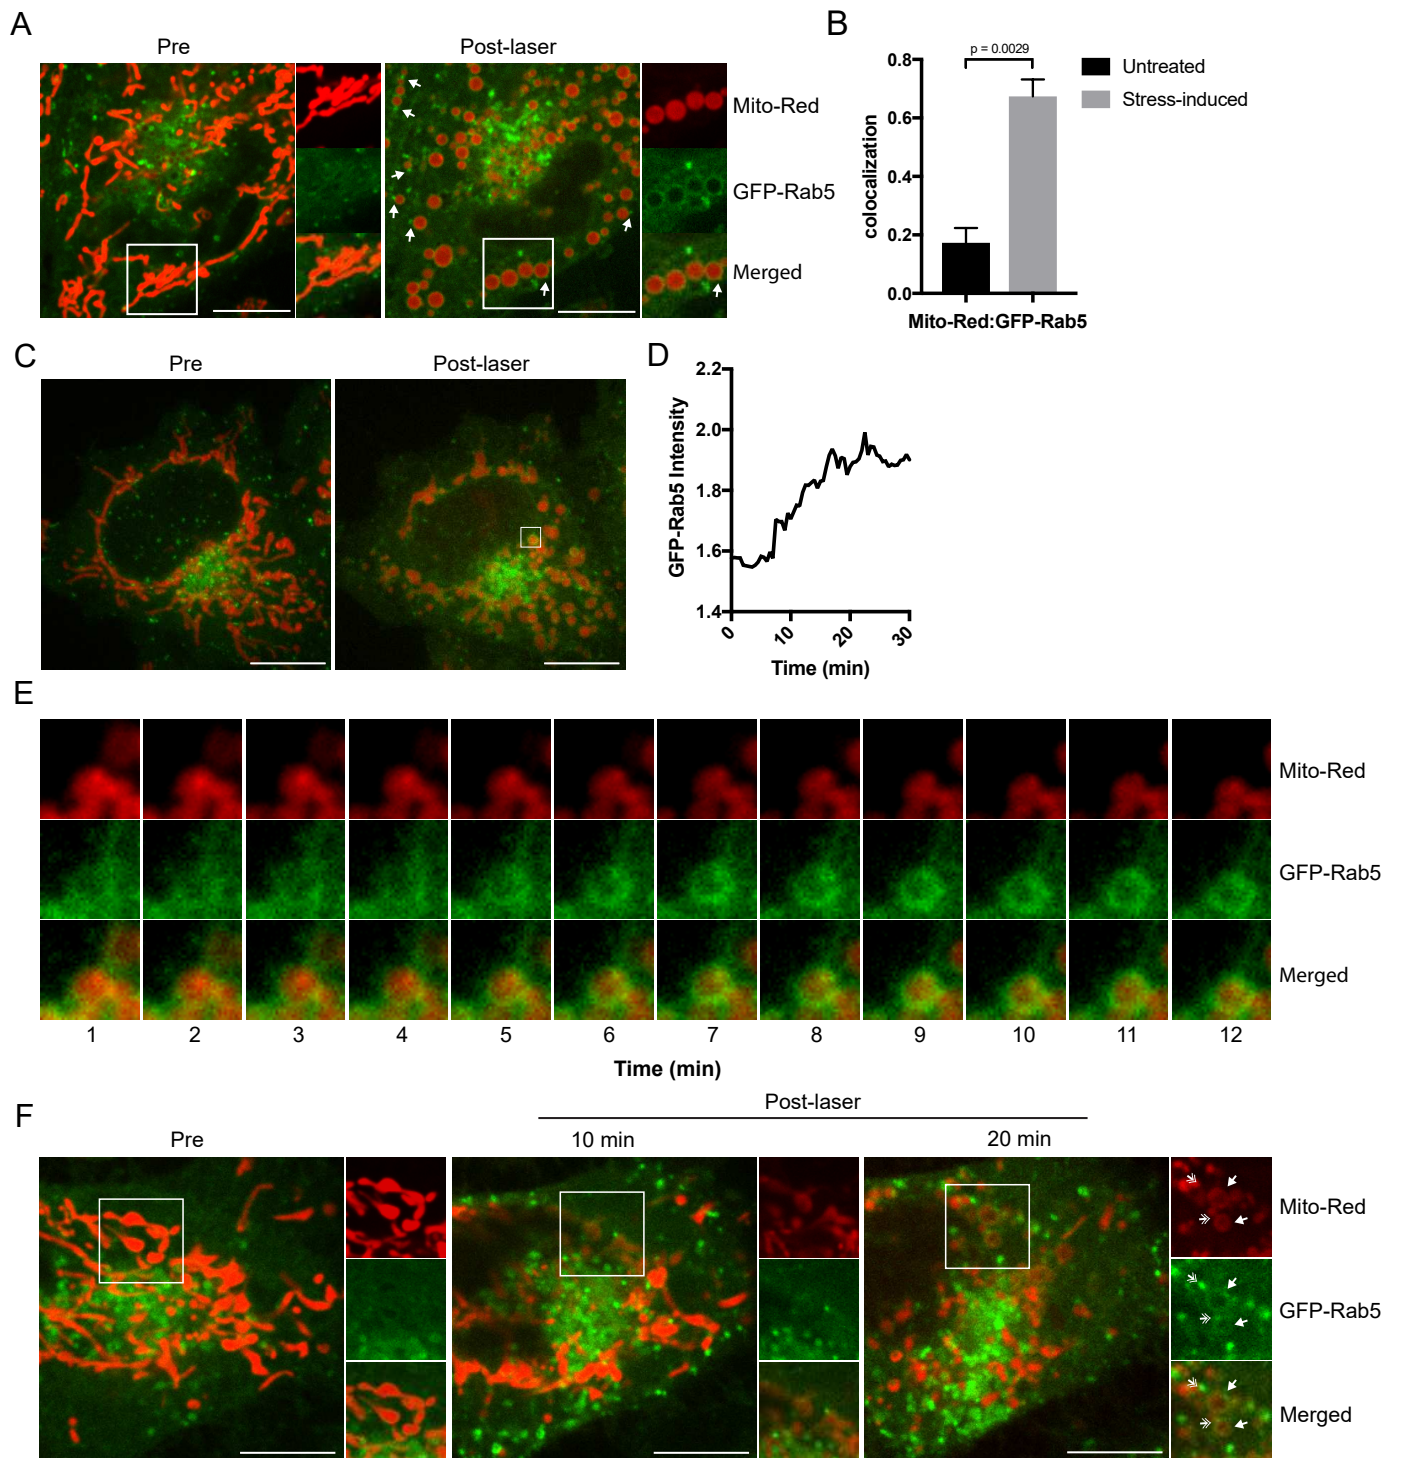 A
Pre
Post-laser
Mito-Red
GFP-Rab5
Merged
B
p = 0.0029
0.8
0.6
0.4
0.2
0.0
colocalization
Mito-Red:GFP-Rab5
Untreated
Stress-induced
C
Pre
Post-laser
D
2.2
2.0
1.8
1.6
1.4
GFP-Rab5 Intensity
0 10 20 30
Time (min)
E
Mito-Red
GFP-Rab5
Merged
1 2 3 4 5 6 7 8 9 10 11 12
Time (min)
F
Post-laser
Pre
10 min
20 min
Mito-Red
GFP-Rab5
Merged